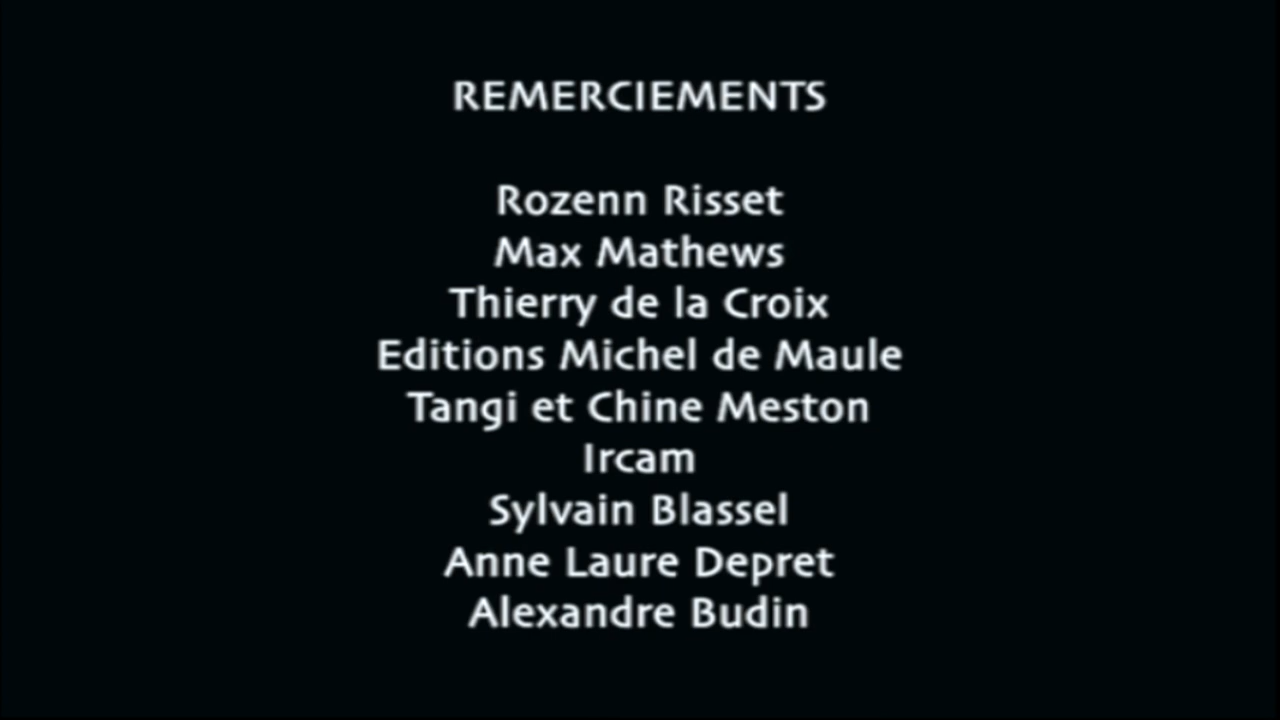 REMERCIEMENTS
Rozenn Risset
Max Mathews
Thierry de la Croix
Editions Michel de Maule
Tangi et Chine Meston
Ircam
Sylvain Blassel
Anne Laure Depret
Alexandre Budin